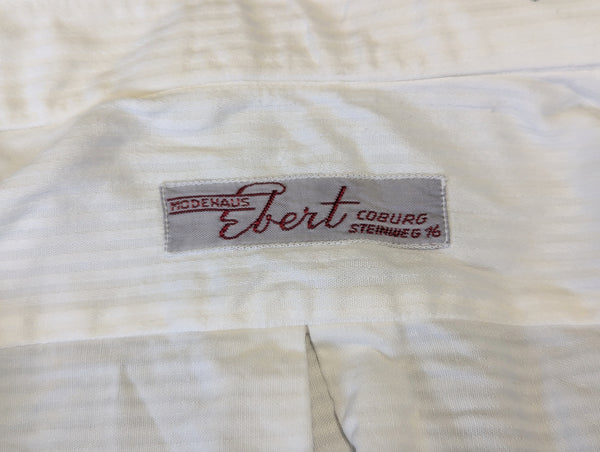 MODEHAUS
Ebert
COBURG
STEINWEG 16